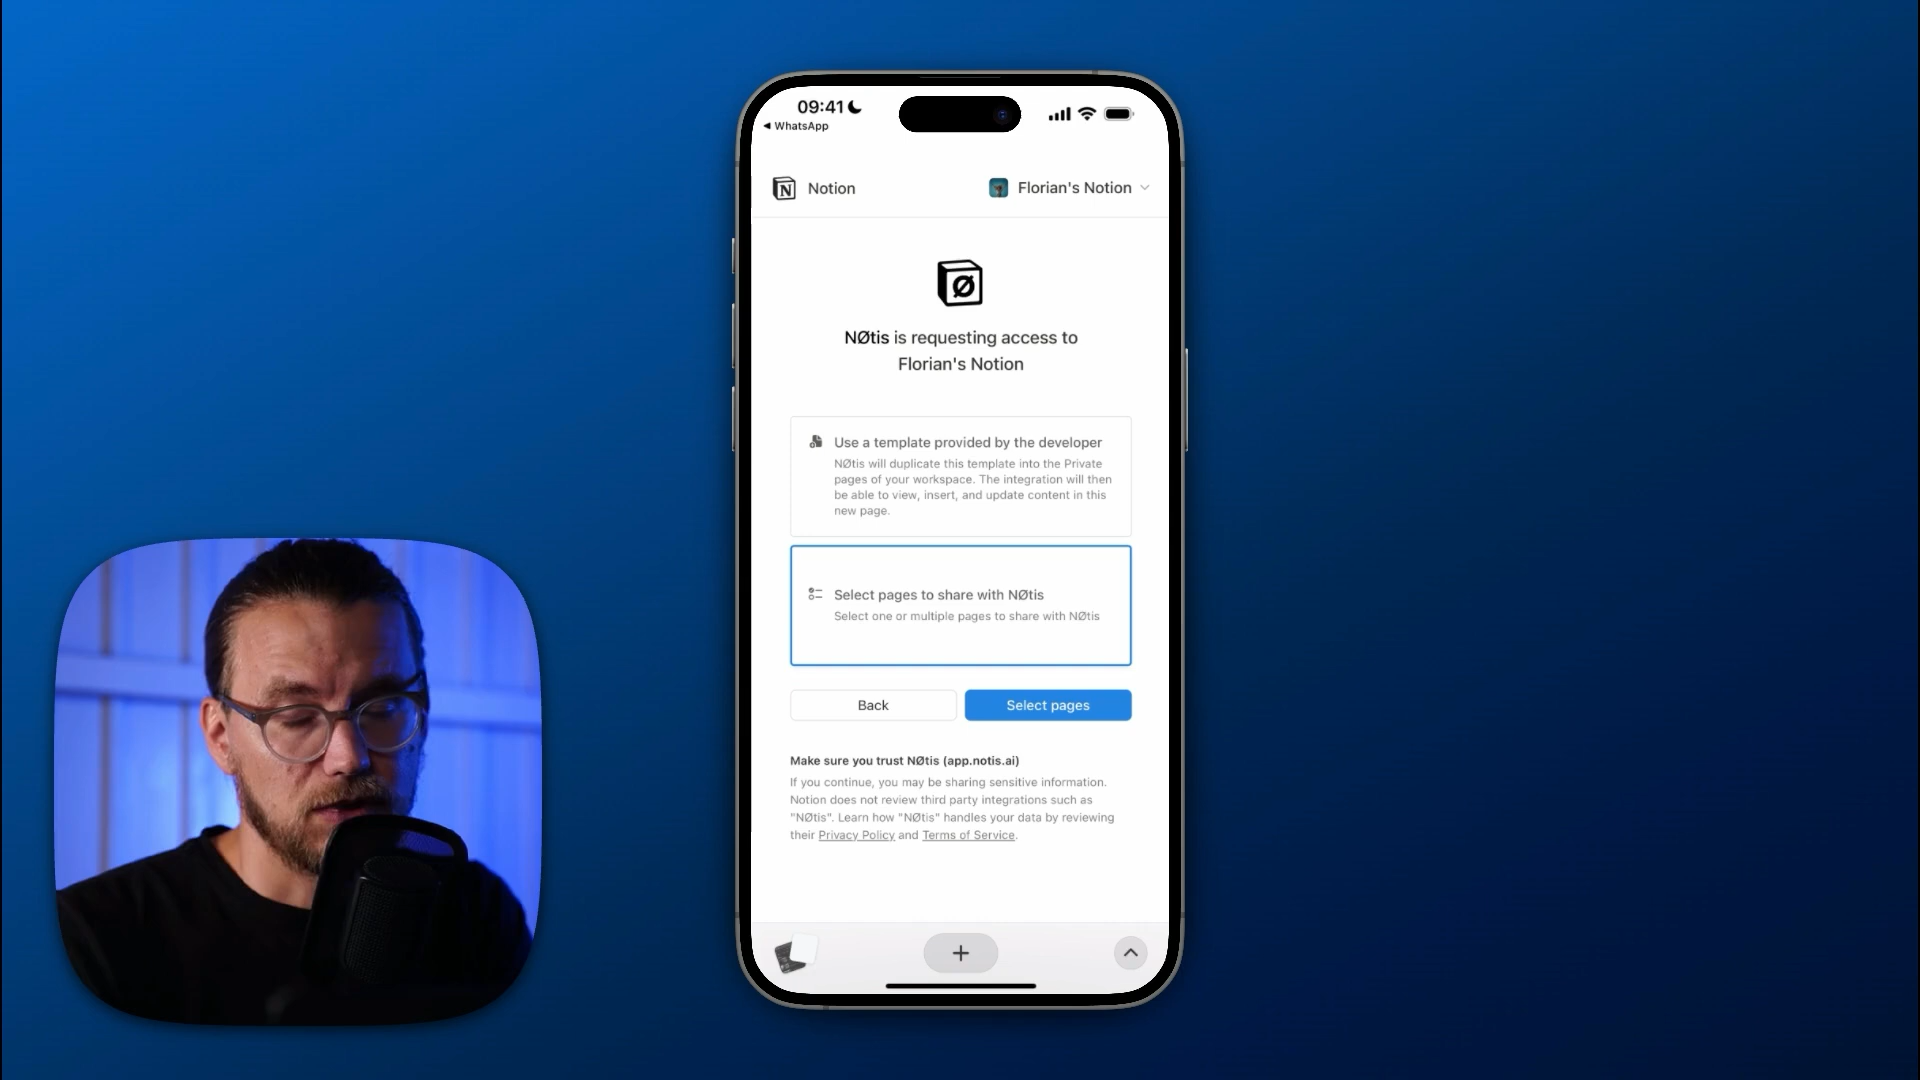 09:41
WhatsApp
Notion
Florian's Notion
NØtis is requesting access to
Florian's Notion
Use a template provided by the developer
NØtis will duplicate this template into the Private
pages of your workspace. The integration will then
be able to view, insert, and update content in this
new page.
Select pages to share with NØtis
Select one or multiple pages to share with NØtis
Back
Select pages
Make sure you trust NØtis (app.notis.ai)
If you continue, you may be sharing sensitive information.
Notion does not review third party integrations such as
"NØtis". Learn how "NØtis" handles your data by reviewing
their Privacy Policy and Terms of Service.